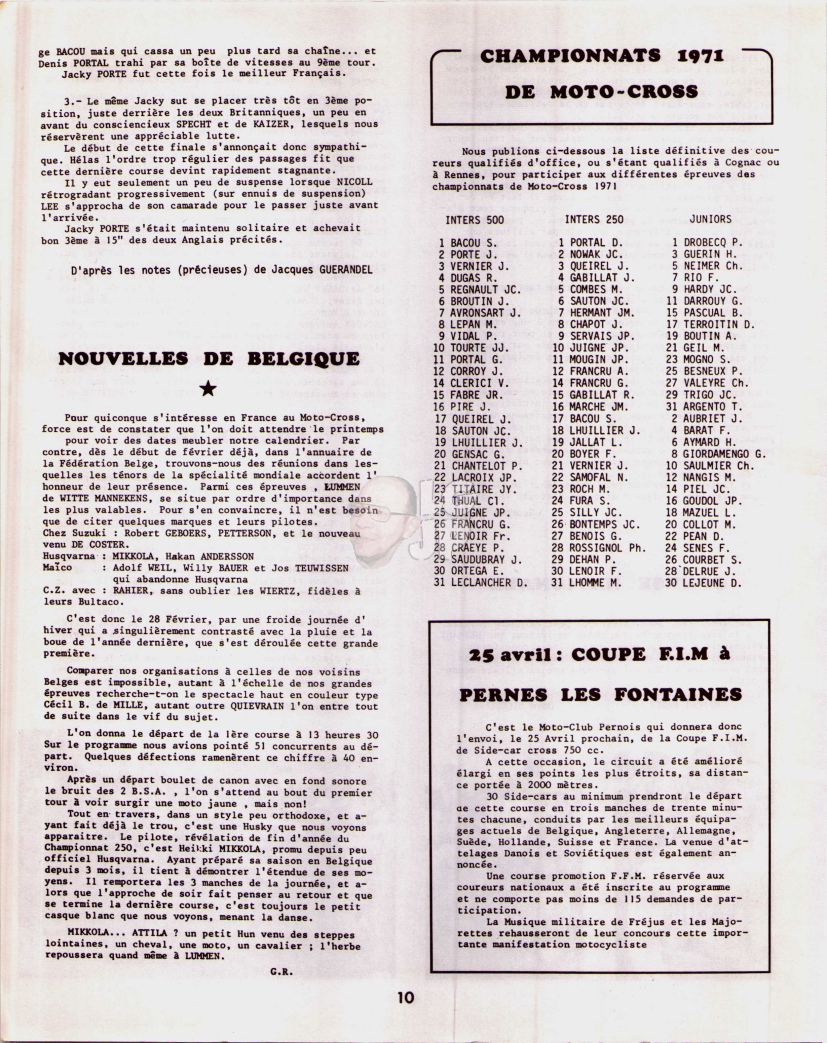 ge BACOU mais qui cassa un peu plus tard sa chaîne... et
Denis PORTAL trahi par sa boîte de vitesses au 9ème tour.
Jacky PORTE fut cette fois le meilleur Français.
3.- Le même Jacky sut se placer très tôt en 3ème po-
sition, juste derrière les deux Britanniques, un peu en
avant du consciencieux SPECHT et de KAIZER, lesquels nous
réservèrent une appréciable lutte.
Le début de cette finale s'annonçait donc sympathi-
que. Hélas l'ordre trop régulier des passages fit que
cette dernière course devint rapidement stagnante.
Il y eut seulement un peu de suspense lorsque NICOLL
rétrogradant progressivement (sur ennuis de suspension)
LEE s'approcha de son camarade pour le passer juste avant
l'arrivée.
Jacky PORTE s'était maintenu solitaire et achevait
bon 3ème à 15" des deux Anglais précités.
D'après les notes (précieuses) de Jacques GUERANDEL
NOUVELLES DE BELGIQUE
★
Pour quiconque s'intéresse en France au Moto-Cross,
force est de constater que l'on doit attendre le printemps
pour voir des dates meubler notre calendrier. Par
contre, dès le début de février déjà, dans l'annuaire de
la Fédération Belge, trouvons-nous des réunions dans les-
quelles les ténors de la spécialité mondiale accordent l'
honneur de leur présence. Parmi ces épreuves , LUMMEN
de WITTE MANNEKENS, se situe par ordre d'importance dans
les plus valables. Pour s'en convaincre, il n'est besoin
que de citer quelques marques et leurs pilotes.
Chez Suzuki : Robert GEBOERS, PETTERSON, et le nouveau
venu DE COSTER.
Husqvarna : MIKKOLA, Hakan ANDERSSON
Maïco : Adolf WEIL, Willy BAUER et Jos TEUWISSEN
qui abandonne Husqvarna
C.Z. avec : RAHIER, sans oublier les WIERTZ, fidèles à
leurs Bultaco.
C'est donc le 28 Février, par une froide journée d'
hiver qui a singulièrement contrasté avec la pluie et la
boue de l'année dernière, que s'est déroulée cette grande
première.
Comparer nos organisations à celles de nos voisins
Belges est impossible, autant à l'échelle de nos grandes
épreuves recherche-t-on le spectacle haut en couleur type
Cécil B. de MILLE, autant outre QUIEVRAIN l'on entre tout
de suite dans le vif du sujet.
L'on donna le départ de la 1ère course à 13 heures 30
Sur le programme nous avions pointé 51 concurrents au dé-
part. Quelques défections ramenèrent ce chiffre à 40 en-
viron.
Après un départ boulet de canon avec en fond sonore
le bruit des 2 B.S.A. , l'on s'attend au bout du premier
tour à voir surgir une moto jaune , mais non!
Tout en travers, dans un style peu orthodoxe, et a-
yant fait déjà le trou, c'est une Husky que nous voyons
apparaitre. Le pilote, révélation de fin d'année du
Championnat 250, c'est Heikki MIKKOLA, promu depuis peu
officiel Husqvarna. Ayant préparé sa saison en Belgique
depuis 3 mois, il tient à démontrer l'étendue de ses mo-
yens. Il remportera les 3 manches de la journée, et a-
lors que l'approche de soir fait penser au retour et que
se termine la dernière course, c'est toujours le petit
casque blanc que nous voyons, menant la danse.
MIKKOLA... ATTILA ? un petit Hun venu des steppes
lointaines, un cheval, une moto, un cavalier ; l'herbe
repoussera quand même à LUMMEN.
G.R.
CHAMPIONNATS 1971
DE MOTO-CROSS
Nous publions ci-dessous la liste définitive des cou-
reurs qualifiés d'office, ou s'étant qualifiés à Cognac ou
à Rennes, pour participer aux différentes épreuves des
championnats de Moto-Cross 1971
INTERS 500
1 BACOU S.
2 PORTE J.
3 VERNIER J.
4 DUGAS R.
5 REGNAULT JC.
6 BROUTIN J.
7 AVRONSART J.
8 LEPAN M.
9 VIDAL P.
10 TOURTE JJ.
11 PORTAL G.
12 CORROY J.
14 CLERICI V.
15 FABRE JR.
16 PIRE J.
17 QUEIREL J.
18 SAUTON JC.
19 LHUILLIER J.
20 GENSAC G.
21 CHANTELOT P.
22 LACROIX JP.
23 TITAIRE JY.
24 THUAL Cl.
25 JUIGNE JP.
26 FRANCRU G.
27 LENOIR Fr.
28 CRAEYE P.
29 SAUDUBRAY J.
30 ORTEGA E.
31 LECLANCHER D.
INTERS 250
1 PORTAL D.
2 NOWAK JC.
3 QUEIREL J.
4 GABILLAT J.
5 COMBES M.
6 SAUTON JC.
7 HERMANT JM.
8 CHAPOT J.
9 SERVAIS JP.
10 JUIGNE JP.
11 MOUGIN JP.
12 FRANCRU A.
14 FRANCRU G.
15 GABILLAT R.
16 MARCHE JM.
17 BACOU S.
18 LHUILLIER J.
19 JALLAT L.
20 BOYER F.
21 VERNIER J.
22 SAMOFAL N.
23 ROCH M.
24 FURA S.
25 SILLY JC.
26 BONTEMPS JC.
27 BENOIS G.
28 ROSSIGNOL Ph.
29 DEHAN P.
30 LENOIR F.
31 LHOMME M.
JUNIORS
1 DROBECQ P.
3 GUERIN H.
5 NEIMER Ch.
7 RIO F.
9 HARDY JC.
11 DARROUY G.
15 PASCUAL B.
17 TERROITIN D.
19 BOUTIN A.
21 GEIL M.
23 MOGNO S.
25 BESNEUX P.
27 VALEYRE Ch.
29 TRIGO JC.
31 ARGENTO T.
2 AUBRIET J.
4 BARAT F.
6 AYMARD H.
8 GIORDAMENGO G.
10 SAULMIER Ch.
12 NANGIS M.
14 PIEL JC.
16 GOUDOL JP.
18 MAZUEL L.
20 COLLOT M.
22 PEAN D.
24 SENES F.
26 COURBET S.
28 DELRUE J.
30 LEJEUNE D.
25 avril : COUPE F.I.M à
PERNES LES FONTAINES
C'est le Moto-Club Pernois qui donnera donc
l'envoi, le 25 Avril prochain, de la Coupe F.I.M.
de Side-car cross 750 cc.
A cette occasion, le circuit a été amélioré
élargi en ses points les plus étroits, sa distan-
ce portée à 2000 mètres.
30 Side-cars au minimum prendront le départ
de cette course en trois manches de trente minu-
tes chacune, conduits par les meilleurs équipa-
ges actuels de Belgique, Angleterre, Allemagne,
Suède, Hollande, Suisse et France. La venue d'at-
telages Danois et Soviétiques est également an-
noncée.
Une course promotion F.F.M. réservée aux
coureurs nationaux a été inscrite au programme
et ne comporte pas moins de 115 demandes de par-
ticipation.
La Musique militaire de Fréjus et les Majo-
rettes rehausseront de leur concours cette impor-
tante manifestation motocycliste
10